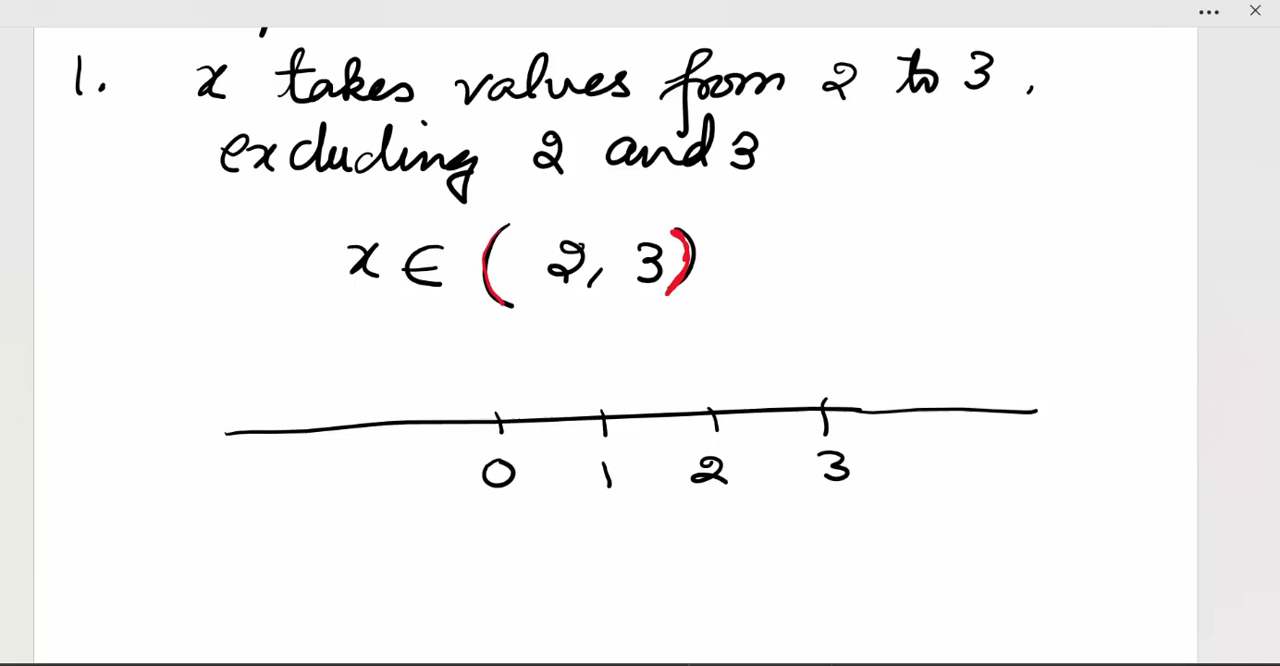 1. x takes values from 2 to 3.
excluding 2 and 3
x ∈ ( 2, 3)
0 1 2 3